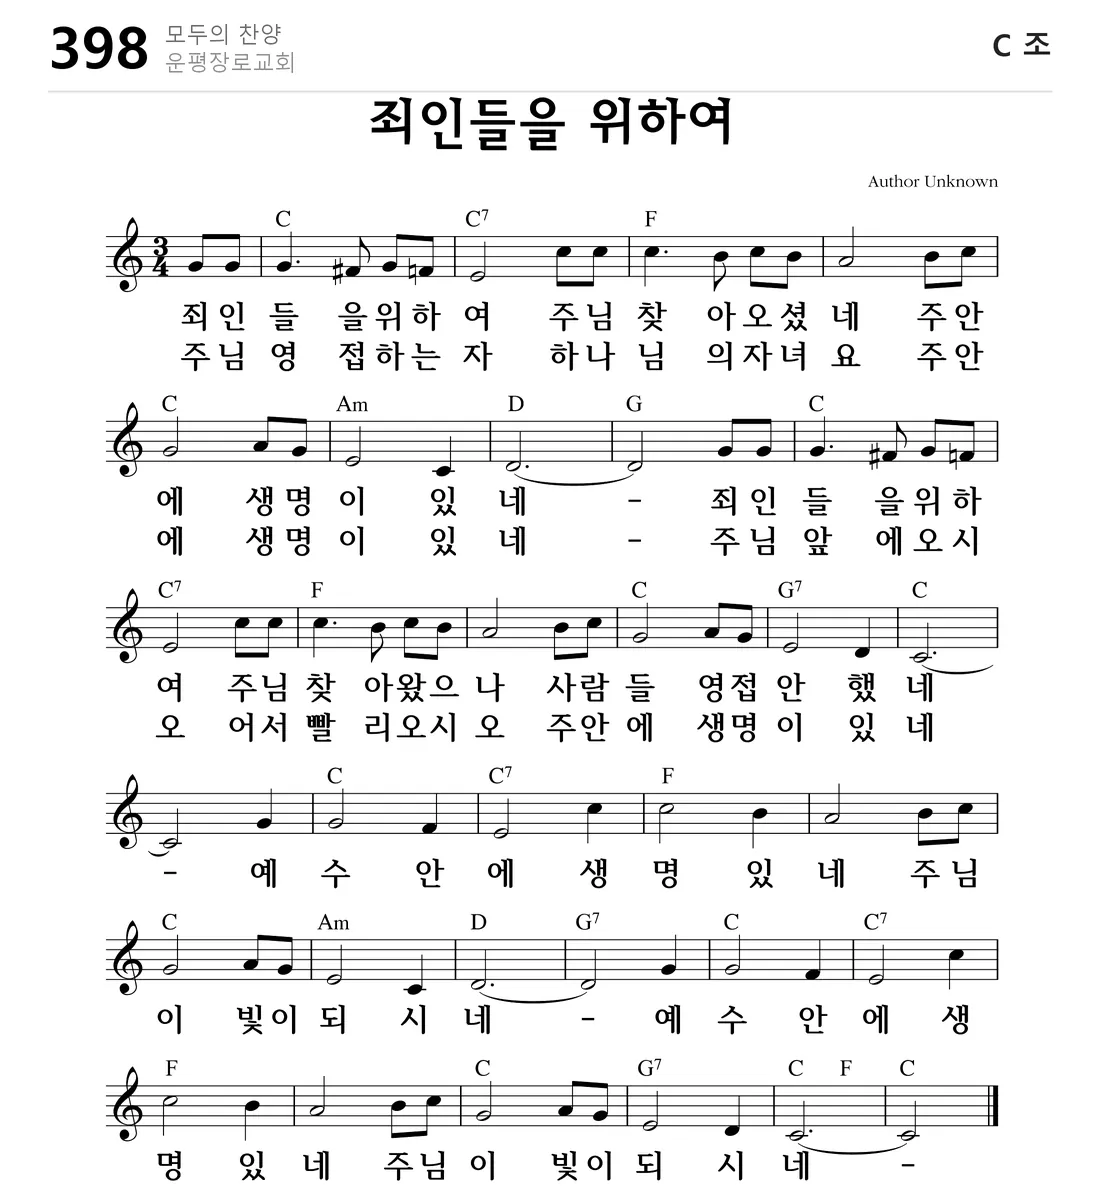 398
모두의 찬양
운평장로교회
C 조
죄인들을 위하여
Author Unknown
C C7 F
죄 인 들 을 위 하 여 주 님 찾 아 오 셨 네 주 안
주 님 영 접 하 는 자 하 나 님 의 자 녀 요 주 안
C Am D G C
에 생 명 이 있 네 - 죄 인 들 을 위 하
에 생 명 이 있 네 - 주 님 앞 에 오 시
C7 F C G7 C
여 주 님 찾 아 왔 으 나 사 람 들 영 접 안 했 네
오 어 서 빨 리 오 시 오 주 안 에 생 명 이 있 네
C C7 F
- 예 수 안 에 생 명 있 네 주 님
C Am D G7 C C7
이 빛 이 되 시 네 - 예 수 안 에 생
F C G7 C F C
명 있 네 주 님 이 빛 이 되 시 네 -